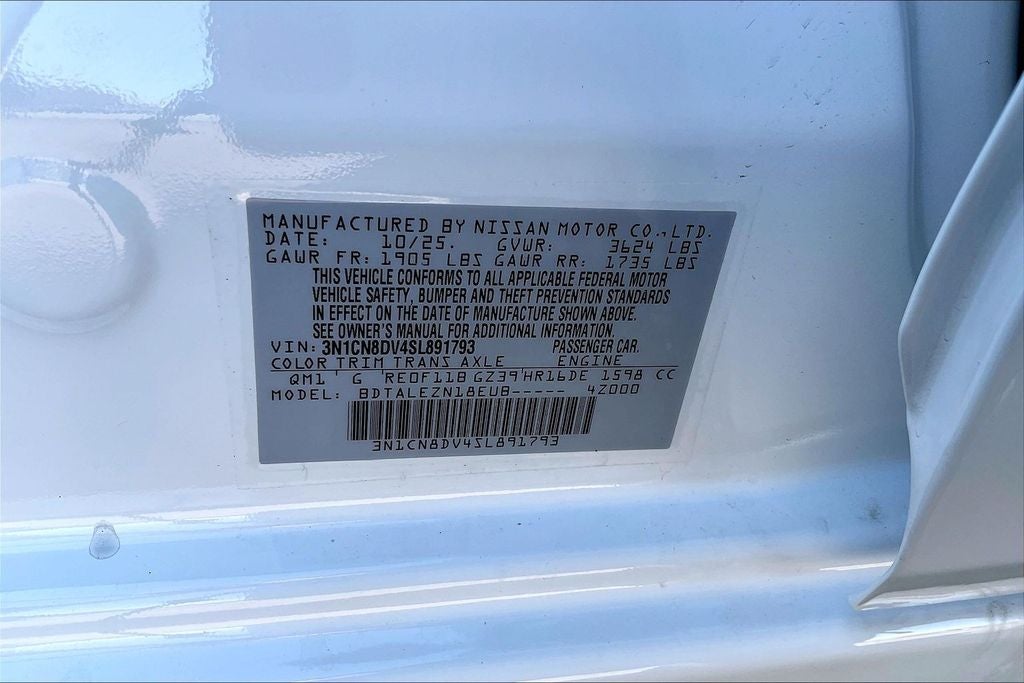 MANUFACTURED BY NISSAN MOTOR CO.,LTD.
DATE: 10/25. GVWR: 3624 LBS
GAWR FR: 1905 LBS GAWR RR: 1735 LBS
THIS VEHICLE CONFORMS TO ALL APPLICABLE FEDERAL MOTOR
VEHICLE SAFETY, BUMPER AND THEFT PREVENTION STANDARDS
IN EFFECT ON THE DATE OF MANUFACTURE SHOWN ABOVE.
SEE OWNER'S MANUAL FOR ADDITIONAL INFORMATION.
VIN: 3N1CN8DV4SL891793 PASSENGER CAR.
COLOR TRIM TRANS AXLE ENGINE
QM1 ' G 'RE0F11B GZ39'HR16DE 1598 CC
MODEL: BDTALEZN18EUB----- 4Z000
3N1CN8DV4SL891793